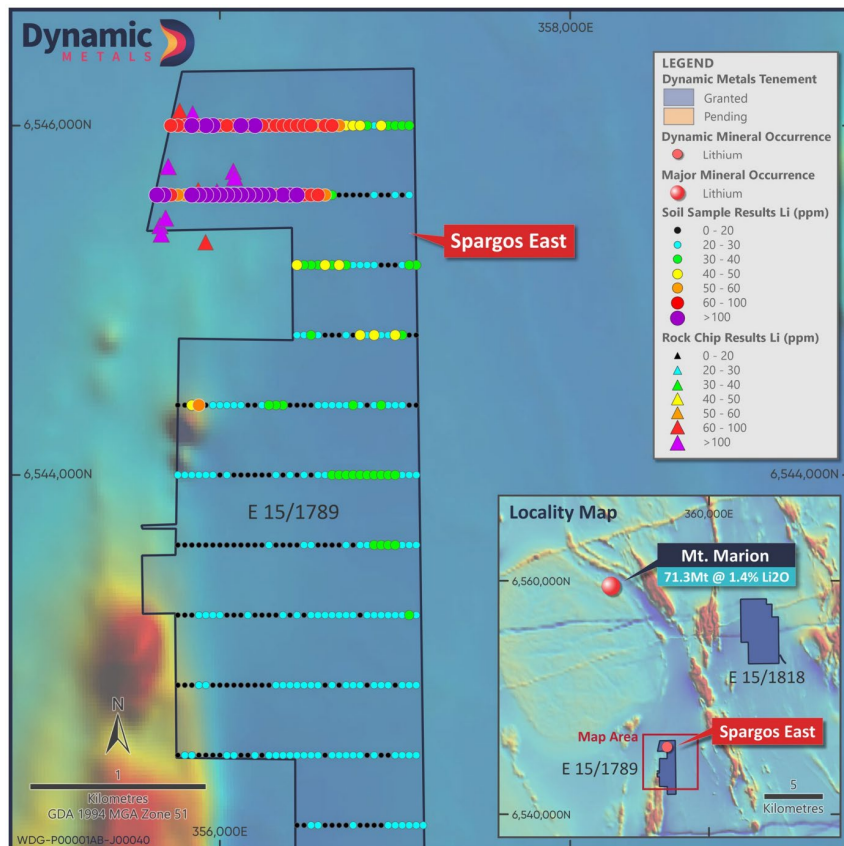 Dynamic
METALS
358,000E
6,546,000N
Spargos East
LEGEND
Dynamic Metals Tenement
Granted
Pending
Dynamic Mineral Occurrence
Lithium
Major Mineral Occurrence
Lithium
Soil Sample Results Li (ppm)
0 - 20
20 - 30
30 - 40
40 - 50
50 - 60
60 - 100
>100
Rock Chip Results Li (ppm)
0 - 20
20 - 30
30 - 40
40 - 50
50 - 60
60 - 100
>100
6,544,000N
6,544,000N
E 15/1789
N
1
Kilometres
GDA 1994 MGA Zone 51
WDG-P00001AB-J00040
356,000E
Locality Map
360,000E
Mt. Marion
71.3Mt @ 1.4% Li2O
6,560,000N
E 15/1818
Map Area
Spargos East
E 15/1789
5
Kilometres
6,540,000N